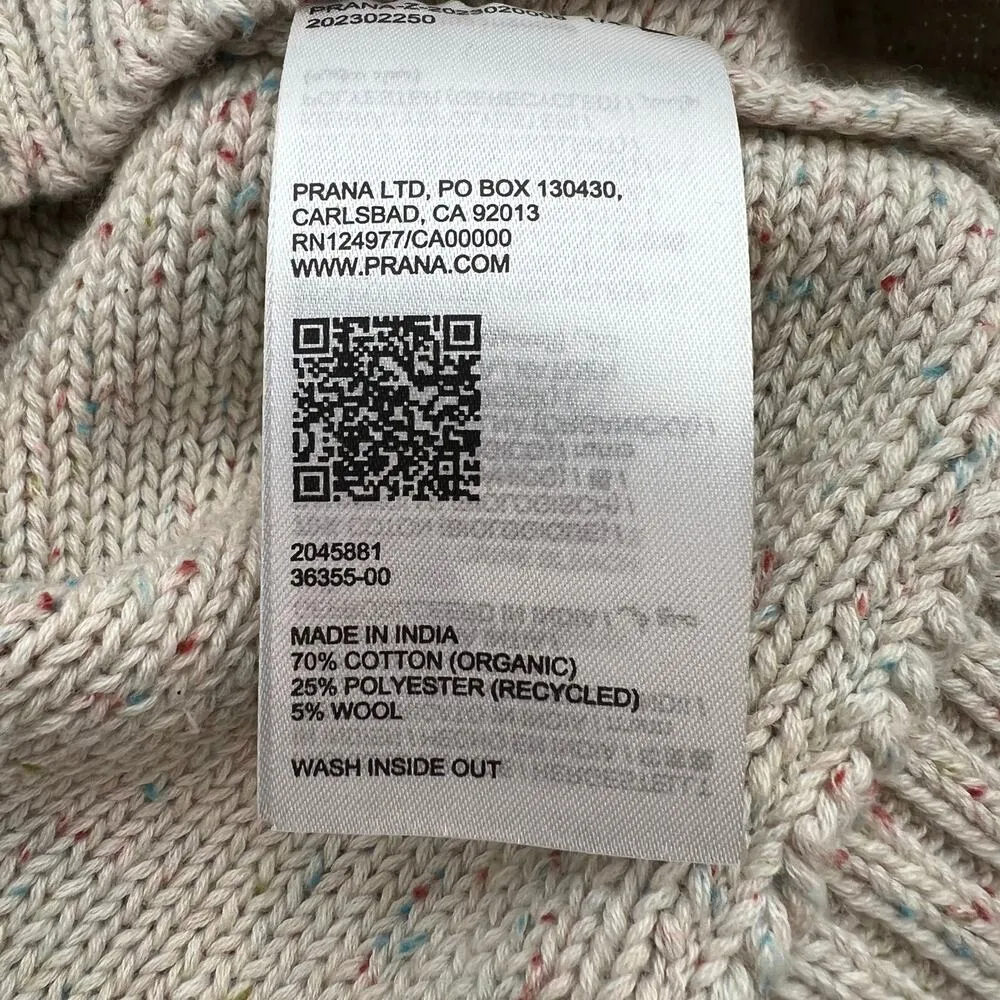 202302250
PRANA LTD, PO BOX 130430,
CARLSBAD, CA 92013
RN124977/CA00000
WWW.PRANA.COM
2045881
36355-00
MADE IN INDIA
70% COTTON (ORGANIC)
25% POLYESTER (RECYCLED)
5% WOOL
WASH INSIDE OUT